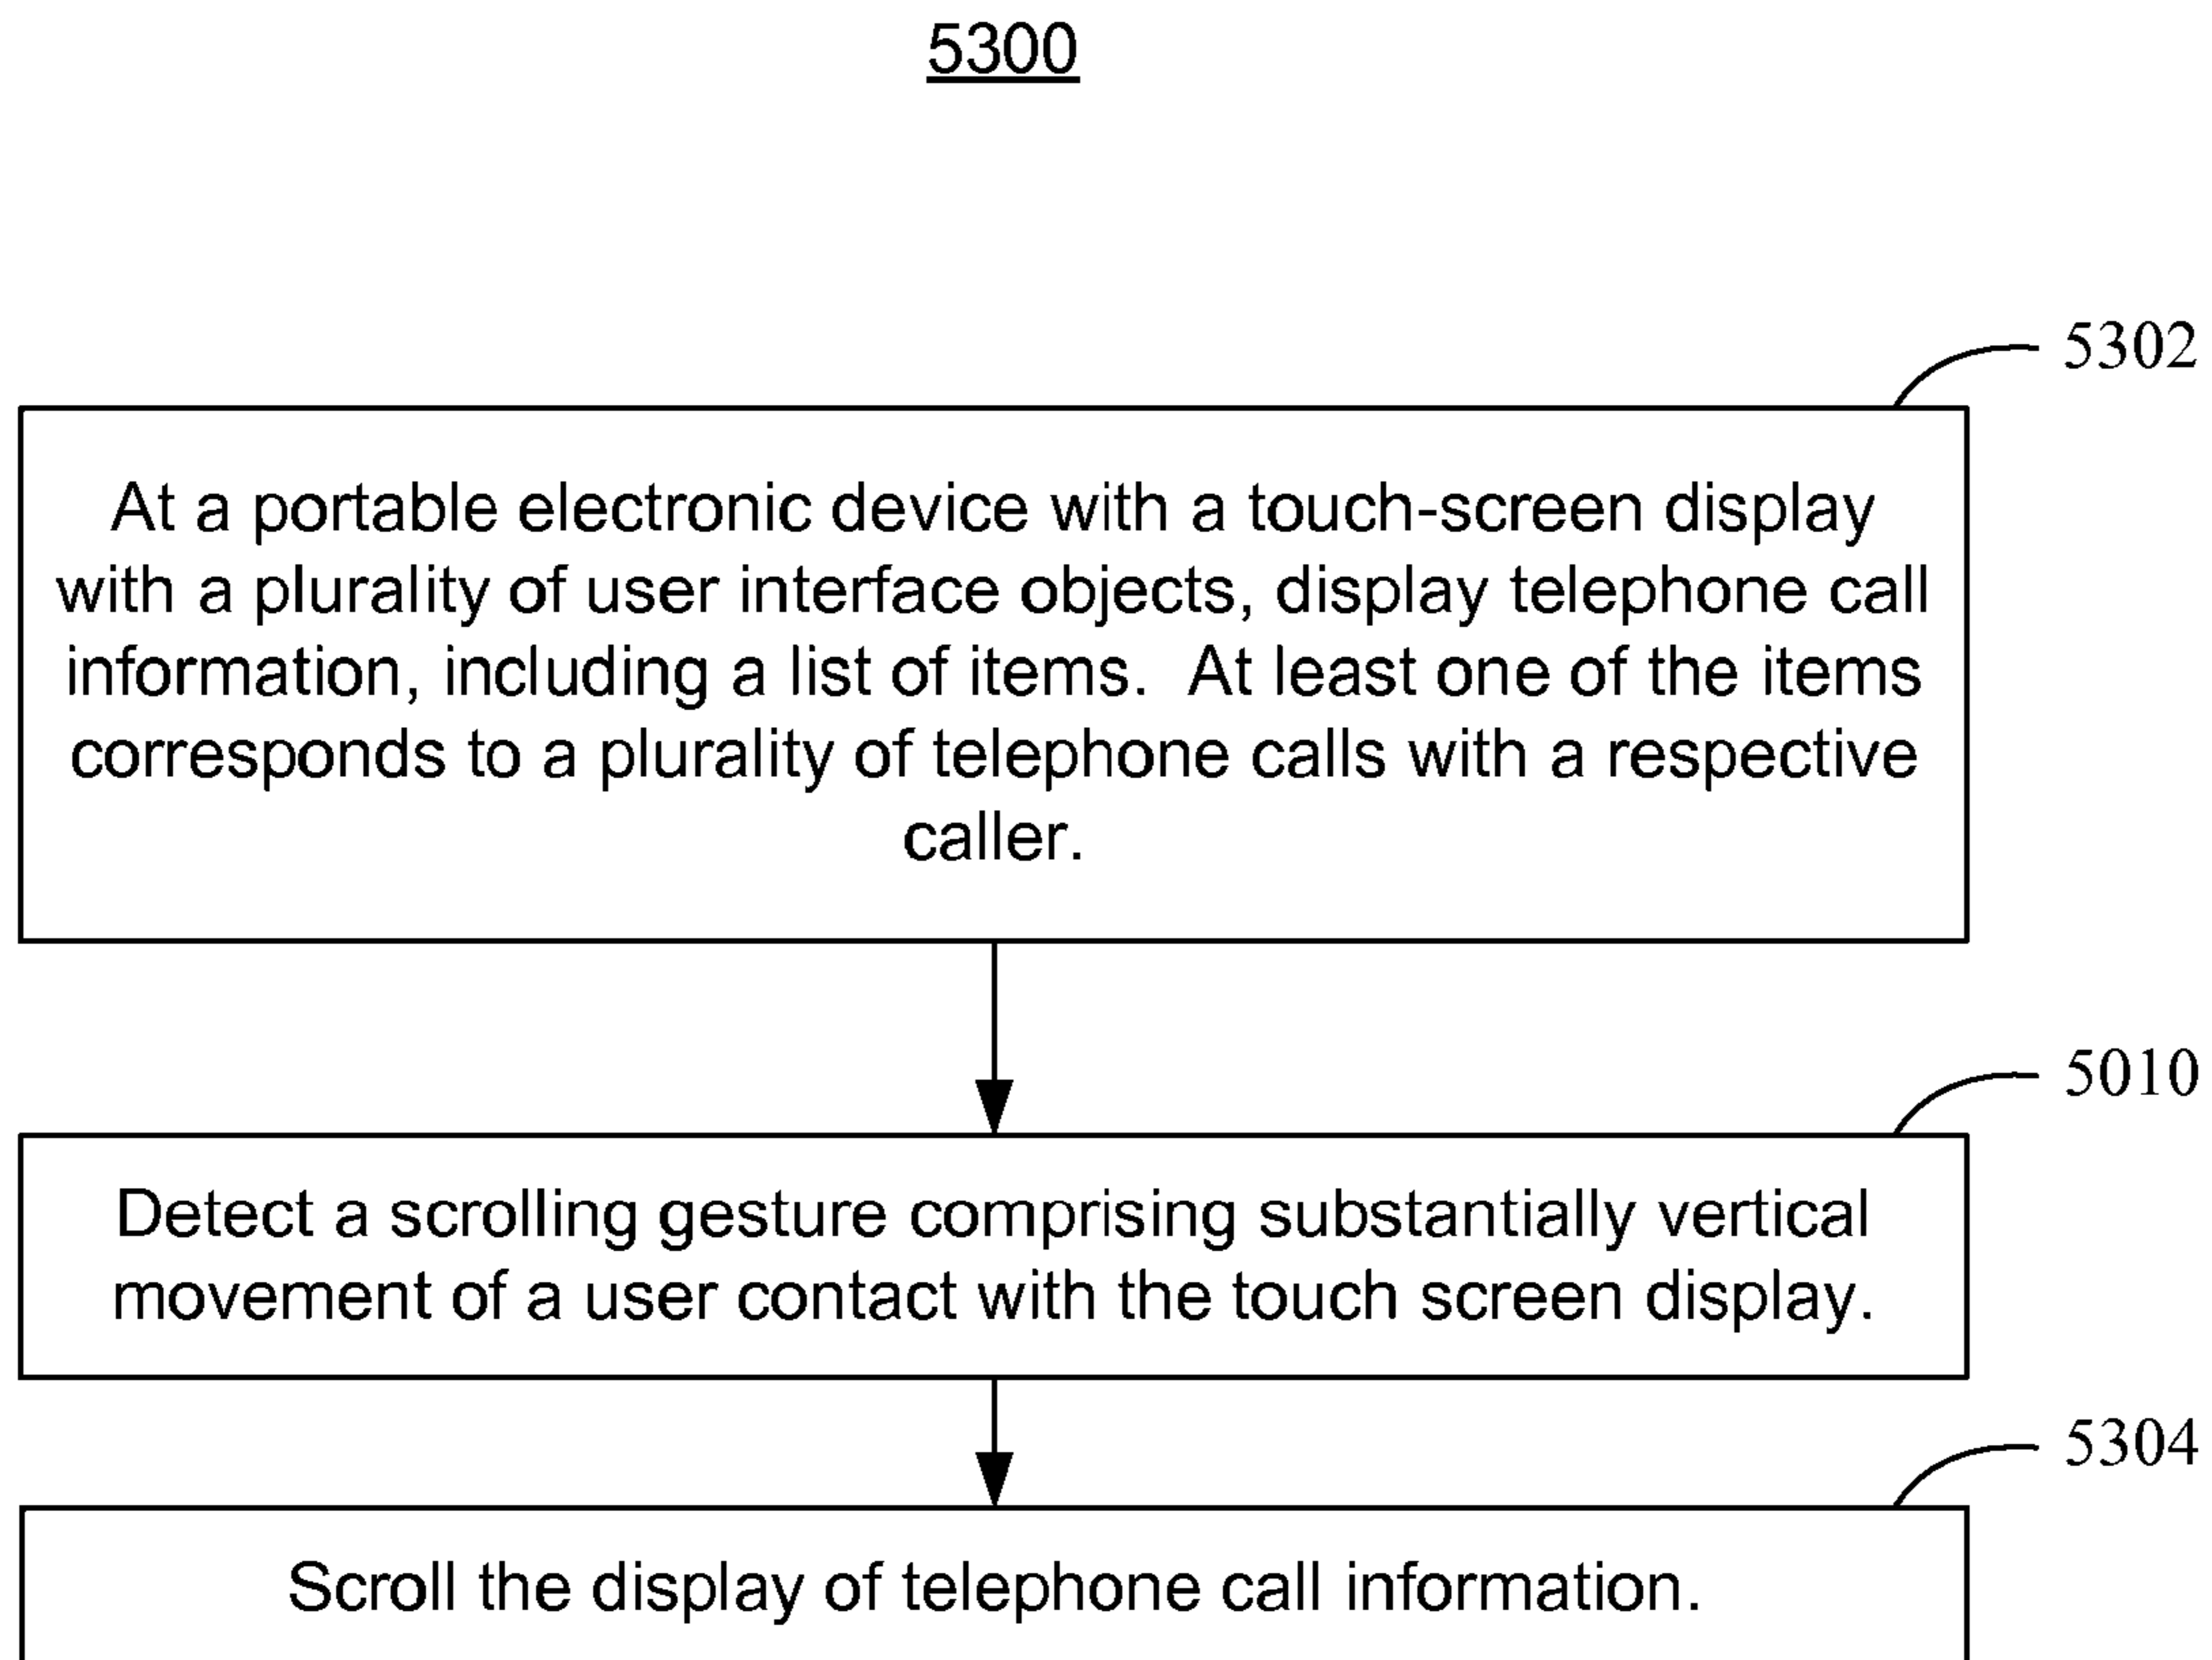 5300
5302
At a portable electronic device with a touch-screen display
with a plurality of user interface objects, display telephone call
information, including a list of items.  At least one of the items
corresponds to a plurality of telephone calls with a respective
caller.
5010
Detect a scrolling gesture comprising substantially vertical
movement of a user contact with the touch screen display.
5304
Scroll the display of telephone call information.